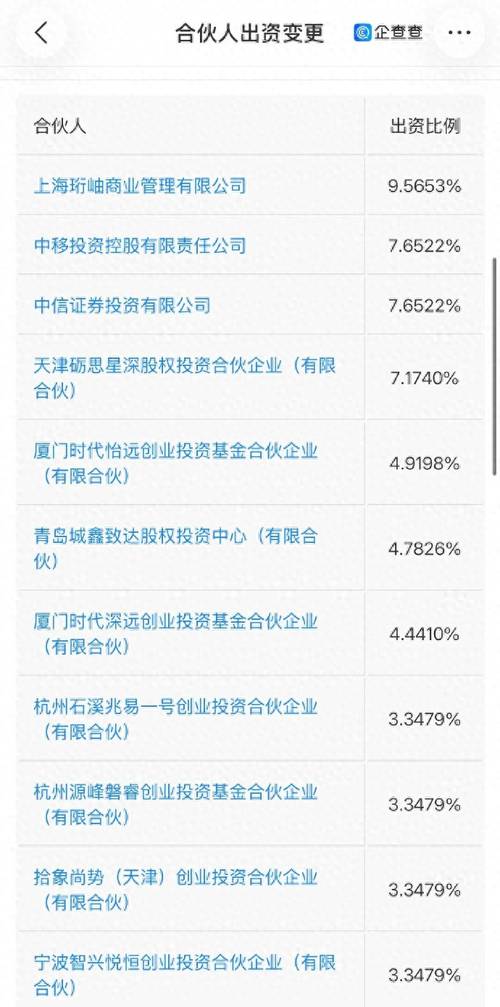 合伙人出资变更 企查查
合伙人 出资比例
上海珩岫商业管理有限公司 9.5653%
中移投资控股有限责任公司 7.6522%
中信证券投资有限公司 7.6522%
天津砺思星深股权投资合伙企业（有限
合伙） 7.1740%
厦门时代怡远创业投资基金合伙企业
（有限合伙） 4.9198%
青岛城鑫致达股权投资中心（有限合
伙） 4.7826%
厦门时代深远创业投资基金合伙企业
（有限合伙） 4.4410%
杭州石溪兆易一号创业投资合伙企业
（有限合伙） 3.3479%
杭州源峰磐睿创业投资基金合伙企业
（有限合伙） 3.3479%
拾象尚势（天津）创业投资合伙企业
（有限合伙） 3.3479%
宁波智兴悦恒创业投资合伙企业（有限
合伙） 3.3479%